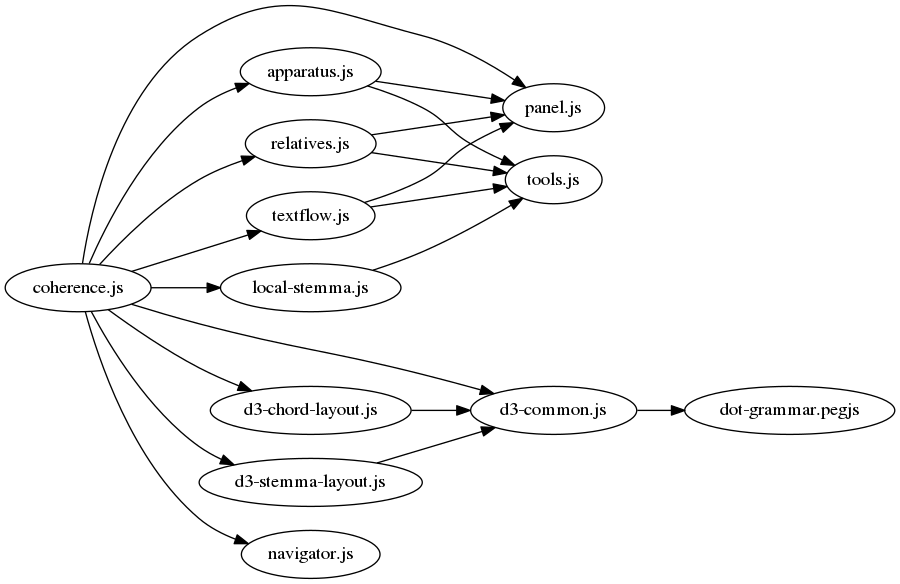 apparatus.js
panel.js
relatives.js
tools.js
textflow.js
coherence.js
local-stemma.js
d3-chord-layout.js
d3-common.js
dot-grammar.pegjs
d3-stemma-layout.js
navigator.js